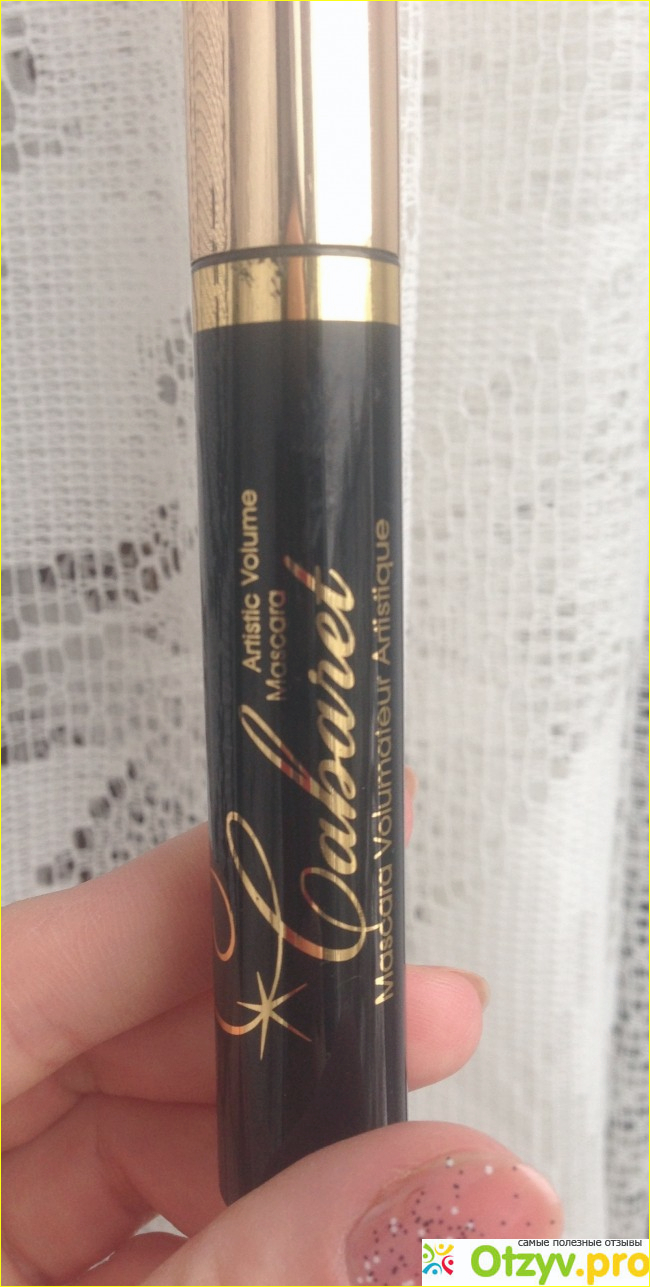 Artistic Volume
Mascara
Cabaret
Mascara Volumateur Artistique
самые полезные отзывы
Otzyv.pro